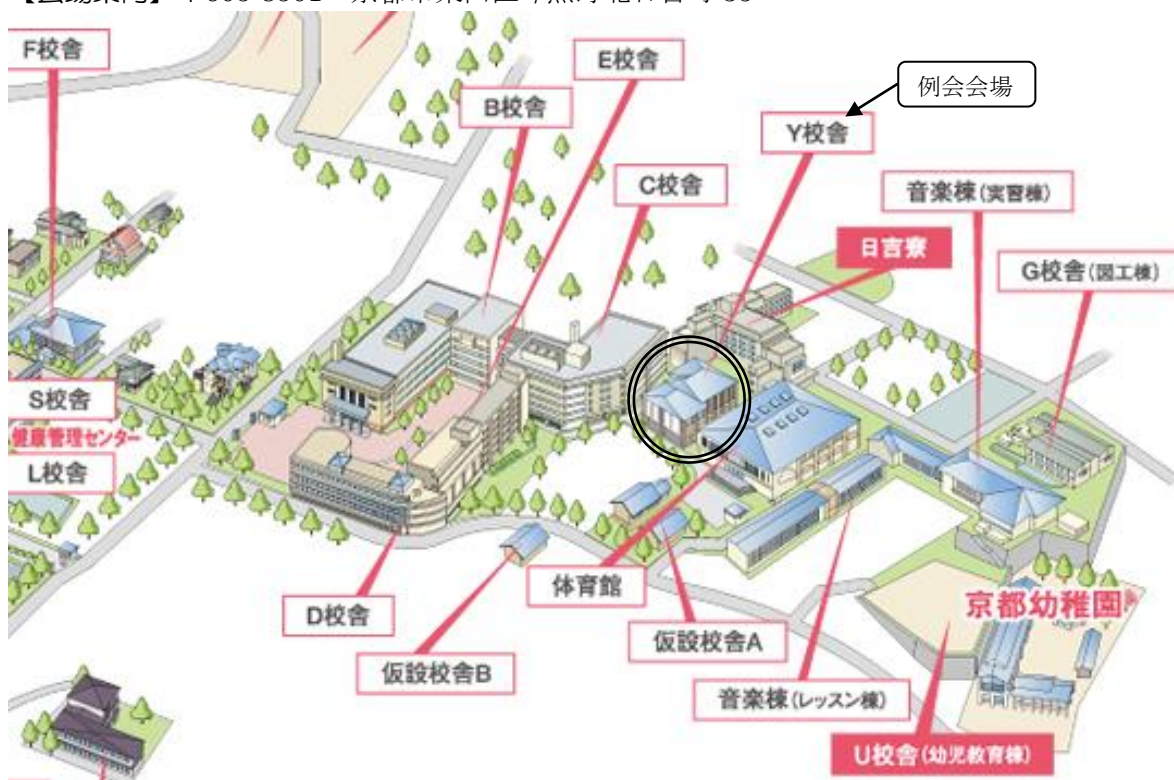 F校舎
E校舎
B校舎
例会会場
Y校舎
C校舎
音楽棟(実習棟)
日吉寮
G校舎(図工棟)
S校舎
健康管理センター
L校舎
体育館
D校舎
京都幼稚園
仮設校舎A
仮設校舎B
音楽棟(レッスン棟)
U校舎(幼児教育棟)